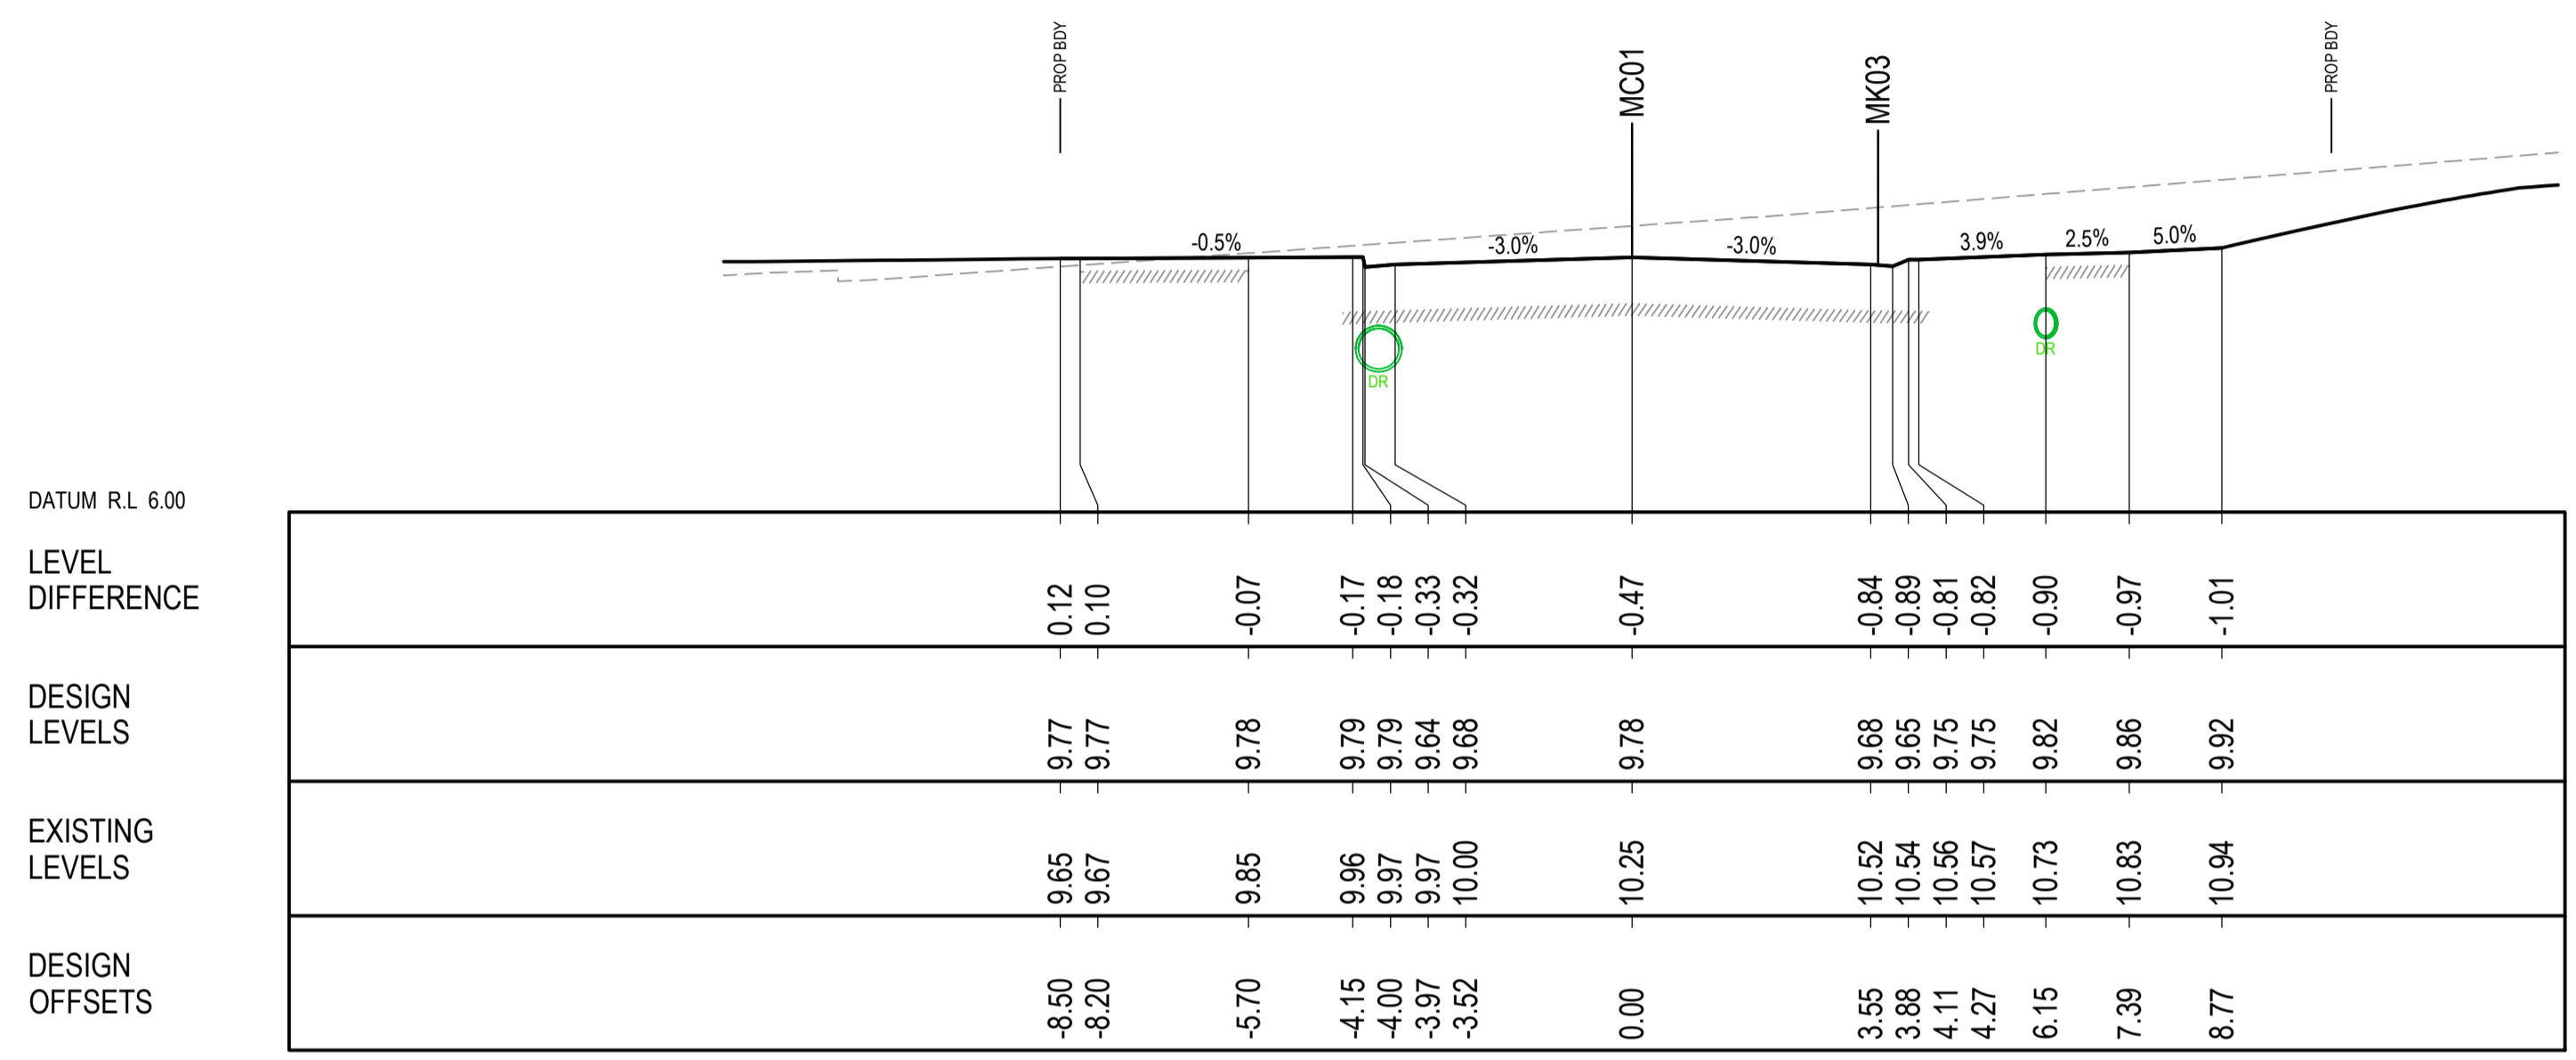 PROP BDY
MC01
MK03
PROP BDY
-0.5%
-3.0%
-3.0%
3.9%
2.5%
5.0%
DR
DR
DATUM R.L 6.00
LEVEL
DIFFERENCE
0.12 0.10 -0.07 -0.17 -0.18 -0.33 -0.32 -0.47 -0.84 -0.89 -0.81 -0.82 -0.90 -0.97 -1.01
DESIGN
LEVELS
9.77 9.77 9.78 9.79 9.79 9.64 9.68 9.78 9.68 9.65 9.75 9.75 9.82 9.86 9.92
EXISTING
LEVELS
9.65 9.67 9.85 9.96 9.97 9.97 10.00 10.25 10.52 10.54 10.56 10.57 10.73 10.83 10.94
DESIGN
OFFSETS
-8.50 -8.20 -5.70 -4.15 -4.00 -3.97 -3.52 0.00 3.55 3.88 4.11 4.27 6.15 7.39 8.77